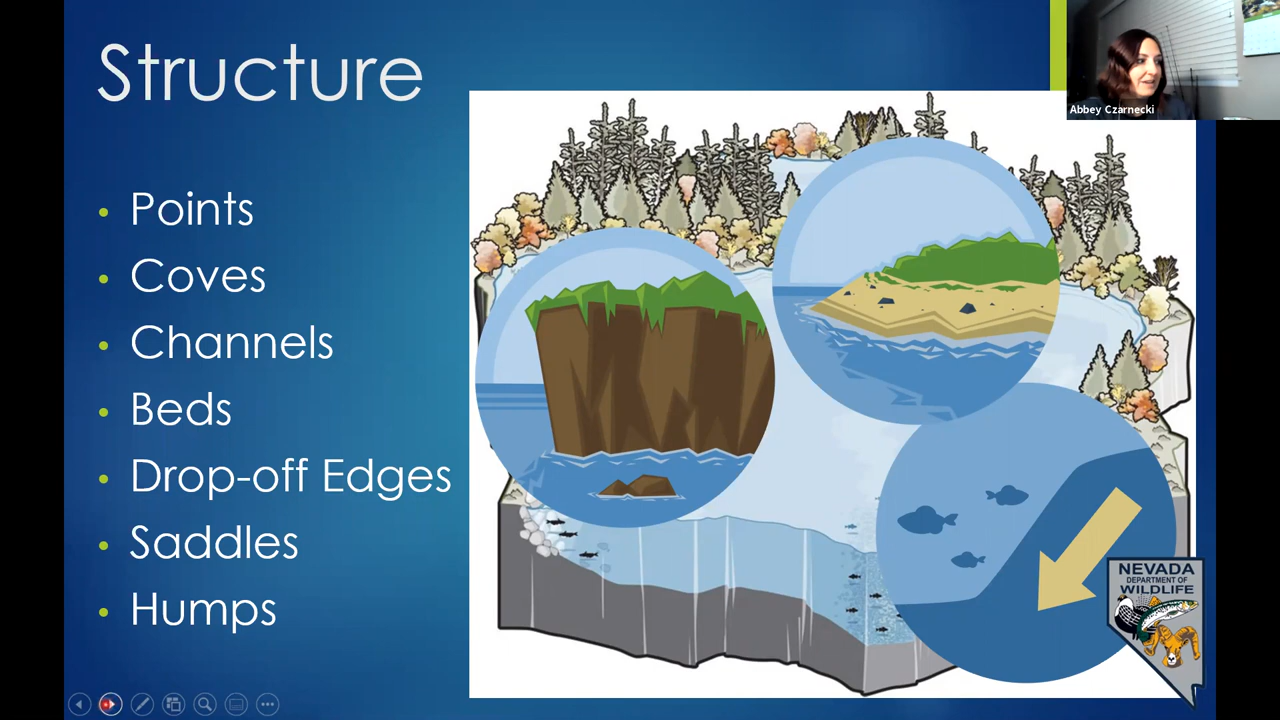 Structure
Points
Coves
Channels
Beds
Drop-off Edges
Saddles
Humps
Abbey Czarnecki
NEVADA
DEPARTMENT OF
WILDLIFE